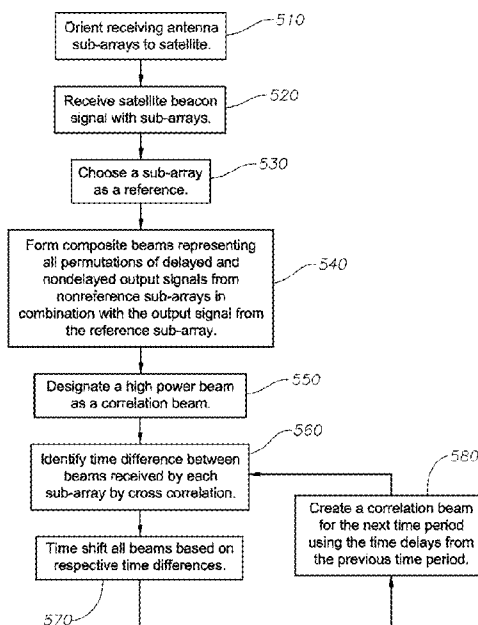 Orient receiving antenna
sub-arrays to satellite.
510
Receive satellite beacon
signal with sub-arrays.
520
Choose a sub-array
as a reference.
530
Form composite beams representing
all permutations of delayed and
nondelayed output signals from
nonreference sub-arrays in
combination with the output signal from
the reference sub-array.
540
Designate a high power beam
as a correlation beam.
550
Identify time difference between
beams received by each
sub-array by cross correlation.
560
Time shift all beams based on
respective time differences.
570
Create a correlation beam
for the next time period
using the time delays from
the previous time period.
580